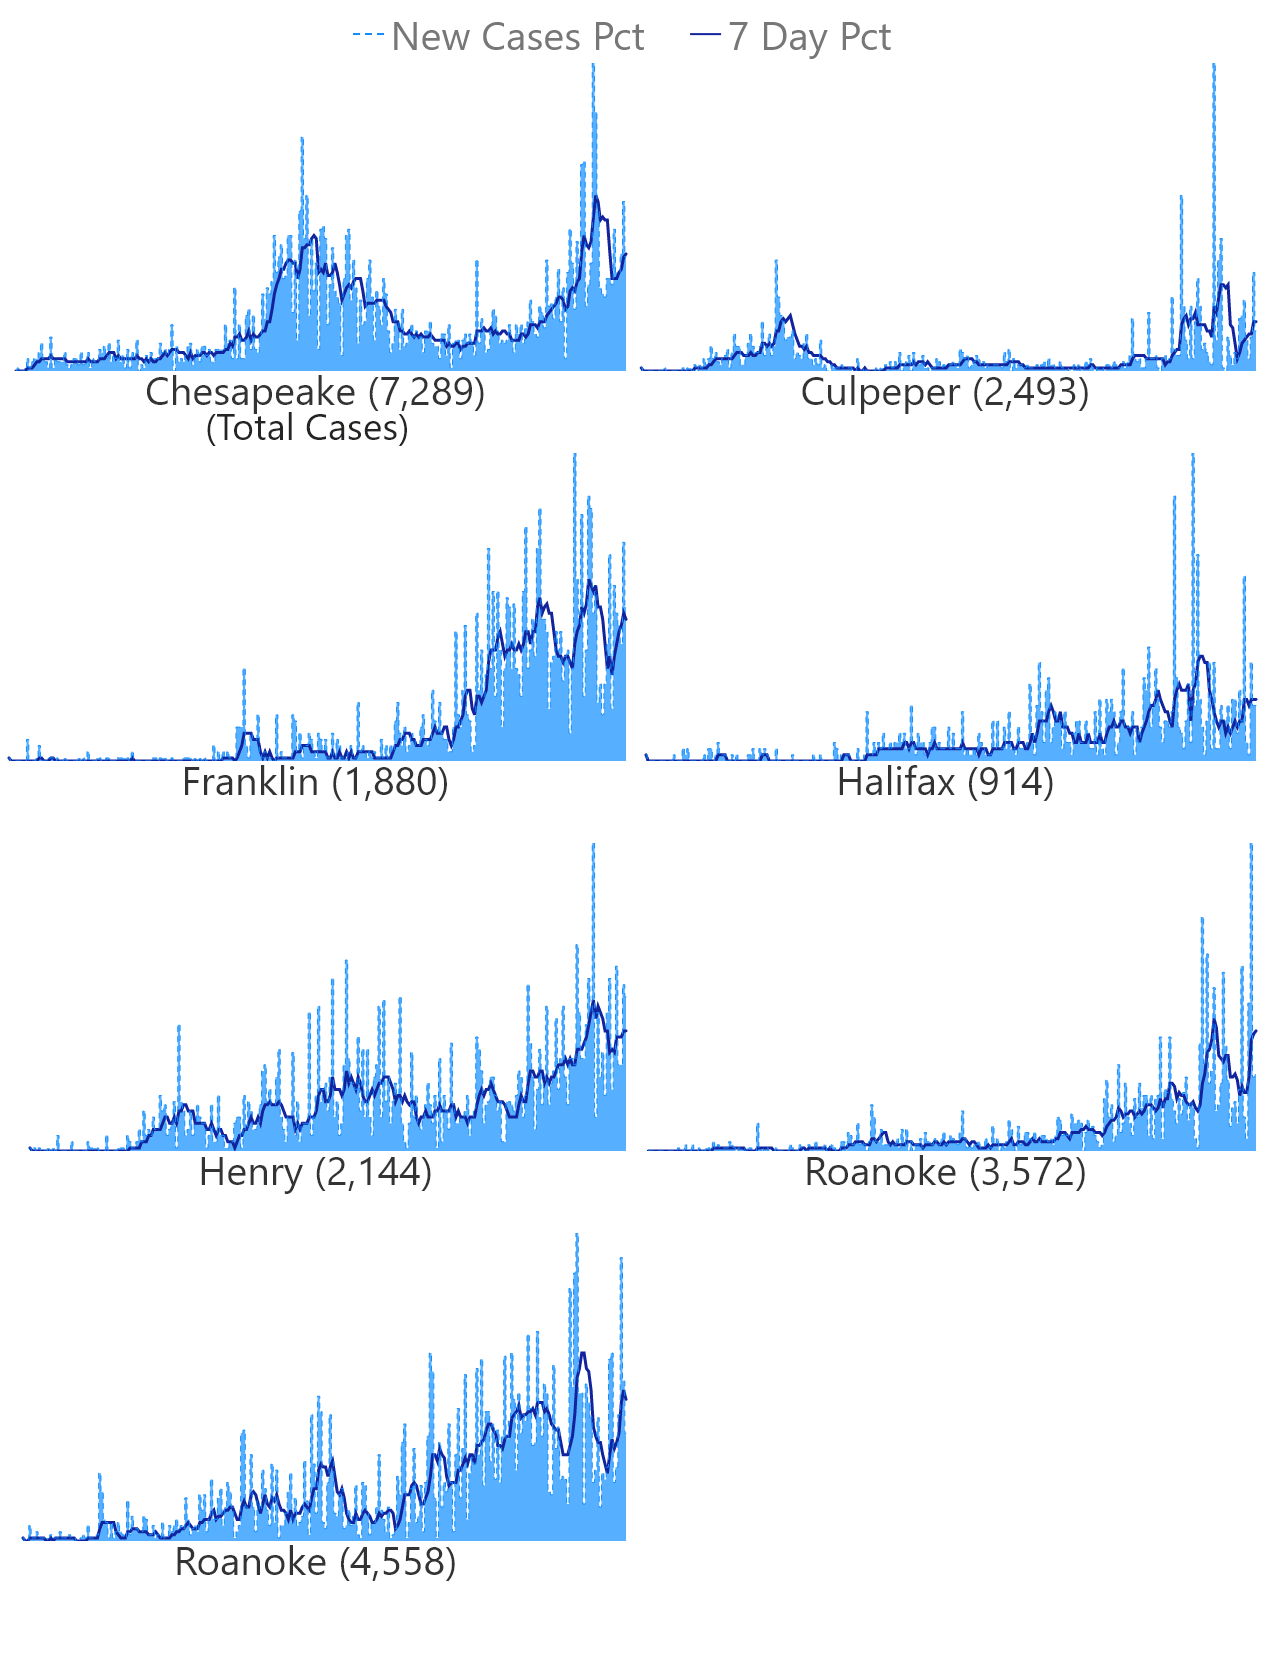 New Cases Pct 7 Day Pct
Chesapeake (7,289)
(Total Cases)
Culpeper (2,493)
Franklin (1,880)
Halifax (914)
Henry (2,144)
Roanoke (3,572)
Roanoke (4,558)